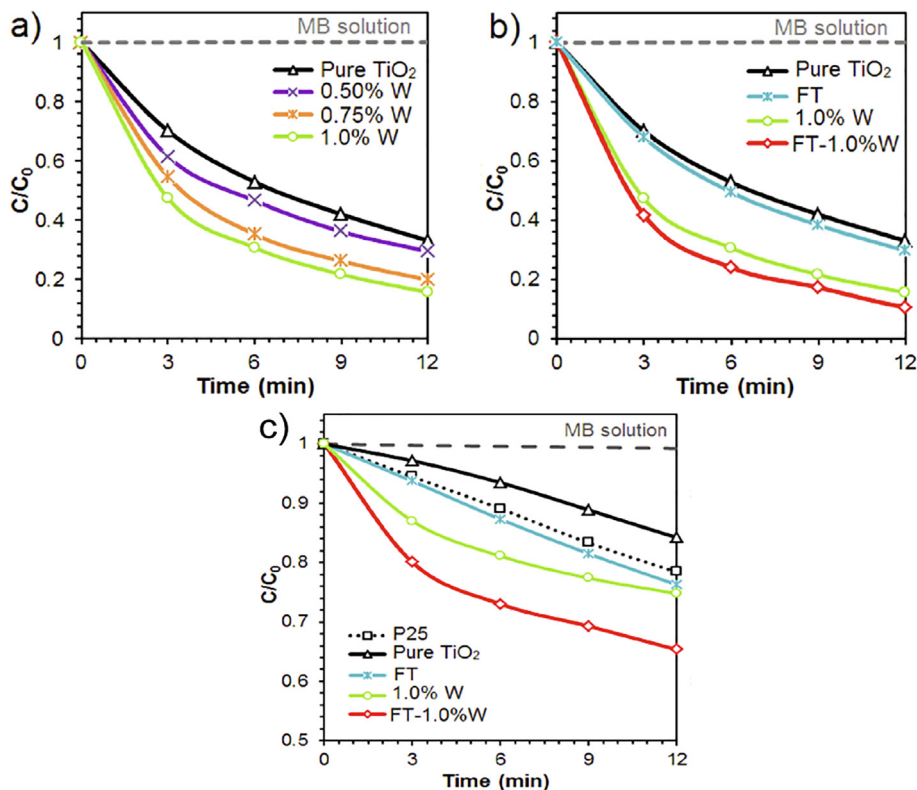 a)
MB solution
1
0.8
0.6
0.4
0.2
0
C/C₀
Pure TiO₂
0.50% W
0.75% W
1.0% W
0 3 6 9 12
Time (min)
b)
MB solution
1
0.8
0.6
0.4
0.2
0
C/C₀
Pure TiO₂
FT
1.0% W
FT-1.0%W
0 3 6 9 12
Time (min)
c)
MB solution
1
0.9
0.8
0.7
0.6
0.5
C/C₀
P25
Pure TiO₂
FT
1.0% W
FT-1.0%W
0 3 6 9 12
Time (min)